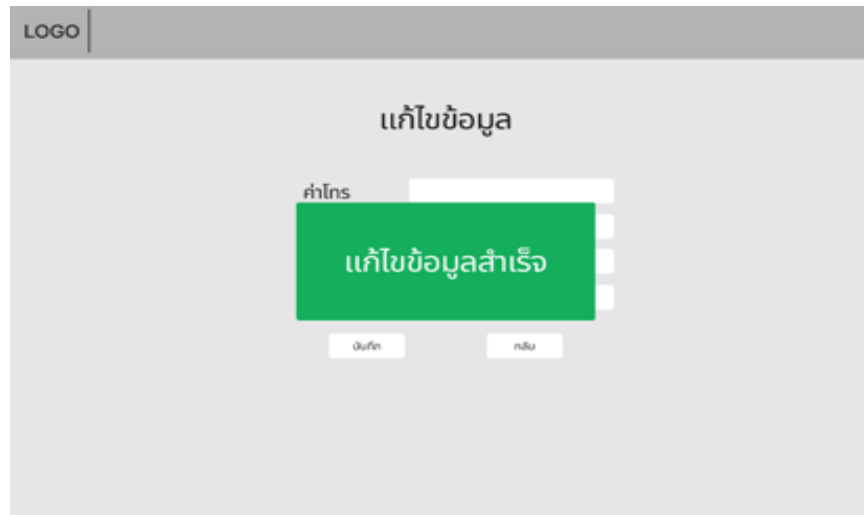 LOGO
แก้ไขข้อมูล
ค่าโทร
แก้ไขข้อมูลสำเร็จ
บันทึก
กลับ